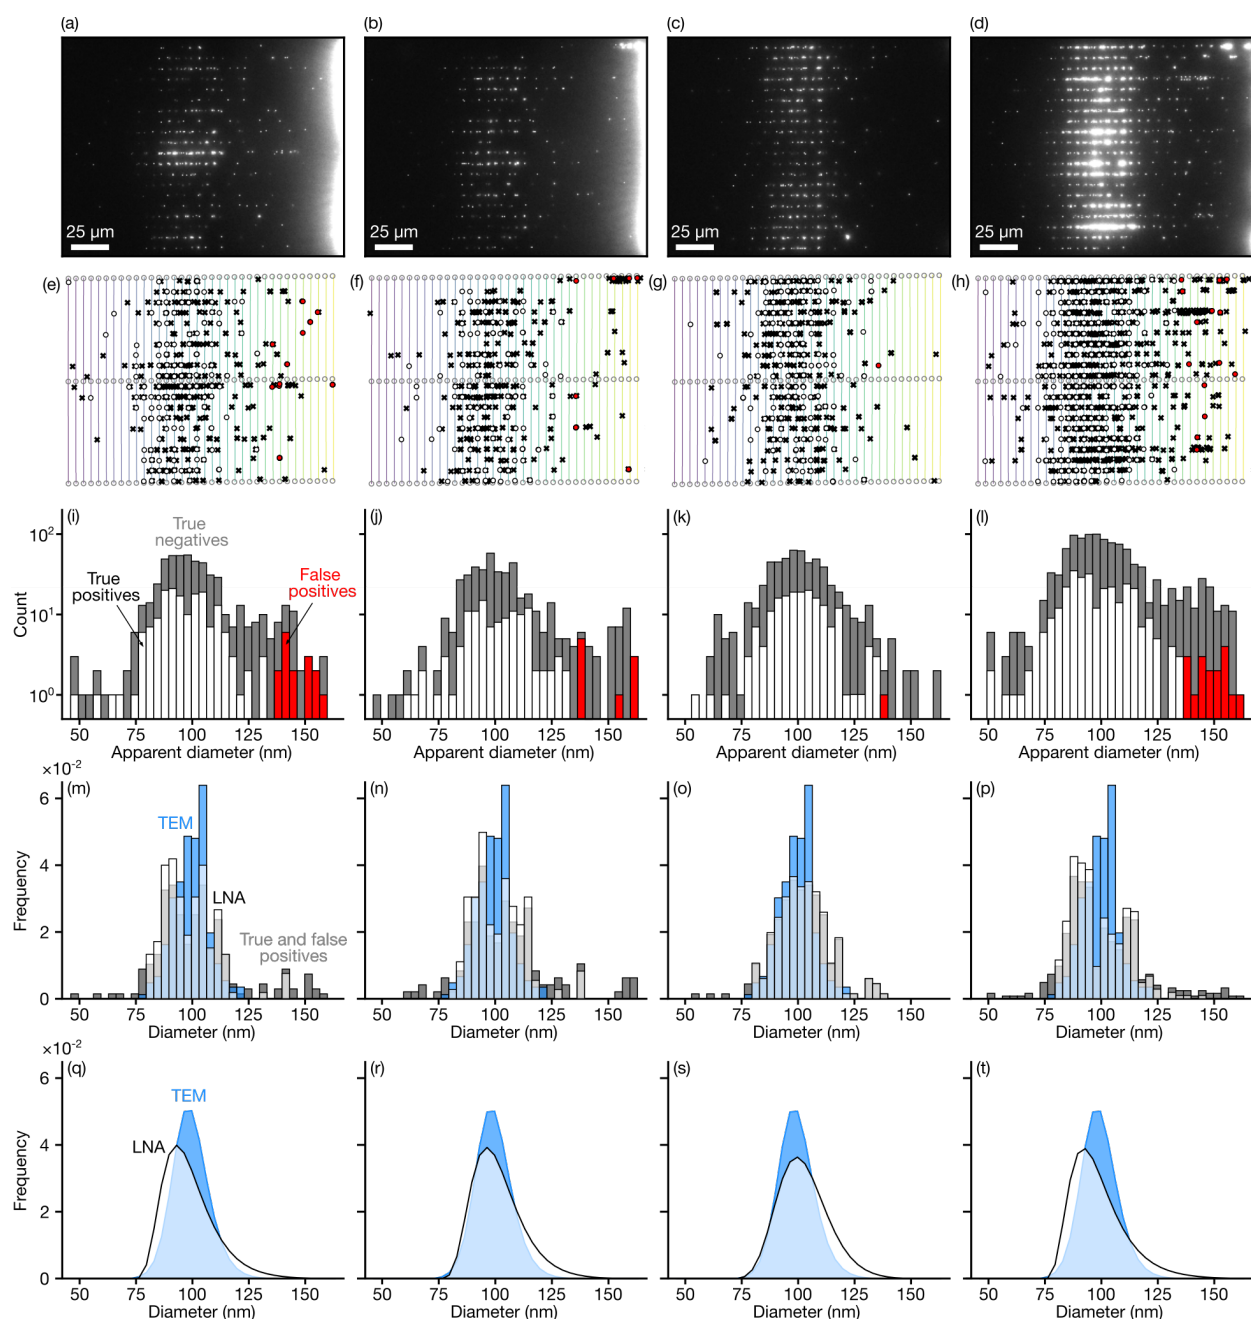 (a)
(b)
(c)
(d)
25 µm
25 µm
25 µm
25 µm
(e)
(f)
(g)
(h)
(i)
(j)
(k)
(l)
True
negatives
True
positives
False
positives
10²
10¹
10⁰
Count
50 75 100 125 150
50 75 100 125 150
50 75 100 125 150
50 75 100 125 150
Apparent diameter (nm)
Apparent diameter (nm)
Apparent diameter (nm)
Apparent diameter (nm)
×10⁻²
(m)
(n)
(o)
(p)
TEM
LNA
True and false
positives
6
4
2
0
Frequency
50 75 100 125 150
50 75 100 125 150
50 75 100 125 150
50 75 100 125 150
Diameter (nm)
Diameter (nm)
Diameter (nm)
Diameter (nm)
×10⁻²
(q)
(r)
(s)
(t)
TEM
LNA
6
4
2
0
Frequency
50 75 100 125 150
50 75 100 125 150
50 75 100 125 150
50 75 100 125 150
Diameter (nm)
Diameter (nm)
Diameter (nm)
Diameter (nm)